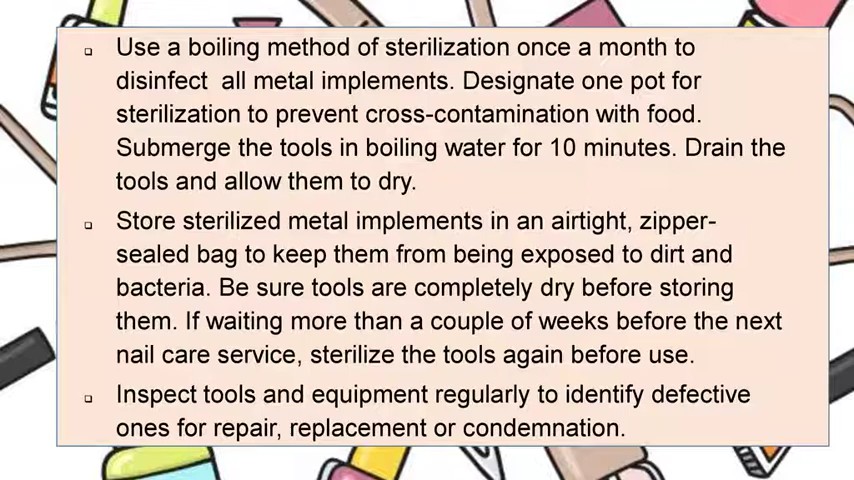 Use a boiling method of sterilization once a month to
disinfect  all metal implements. Designate one pot for
sterilization to prevent cross-contamination with food.
Submerge the tools in boiling water for 10 minutes. Drain the
tools and allow them to dry.
Store sterilized metal implements in an airtight, zipper-
sealed bag to keep them from being exposed to dirt and
bacteria. Be sure tools are completely dry before storing
them. If waiting more than a couple of weeks before the next
nail care service, sterilize the tools again before use.
Inspect tools and equipment regularly to identify defective
ones for repair, replacement or condemnation.